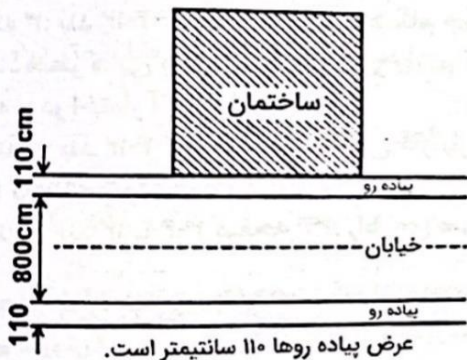 ساختمان
110 cm
پیاده رو
800cm
خیابان
پیاده رو
110
عرض پیاده روها ۱۱۰ سانتیمتر است.